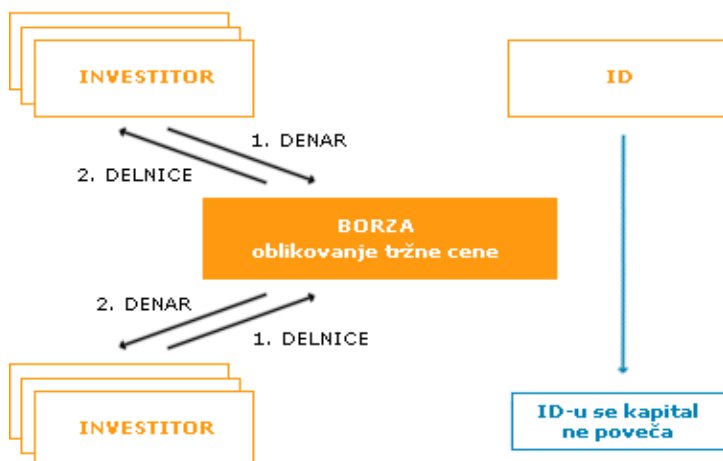 INVESTITOR
ID
1. DENAR
2. DELNICE
BORZA
oblikovanje tržne cene
2. DENAR
1. DELNICE
INVESTITOR
ID-u se kapital
ne poveča